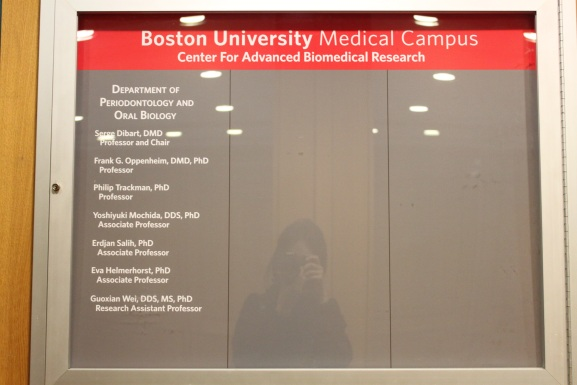 Boston University Medical Campus
Center For Advanced Biomedical Research
DEPARTMENT OF
PERIODONTOLOGY AND
ORAL BIOLOGY
Serge Dibart, DMD
Professor and Chair
Frank G. Oppenheim, DMD, PhD
Professor
Philip Trackman, PhD
Professor
Yoshiyuki Mochida, DDS, PhD
Associate Professor
Erdjan Salih, PhD
Associate Professor
Eva Helmerhorst, PhD
Associate Professor
Guoxian Wei, DDS, MS, PhD
Research Assistant Professor